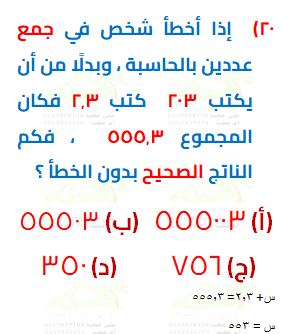 ٢٠) إذا أخطأ شخص في جمع
عددين بالحاسبة ، وبدلًا من أن
يكتب ٢٠٣ كتب ٢,٣ فكان
المجموع ٥٥٥,٣ ، فكم
الناتج الصحيح بدون الخطأ ؟
(أ) ٥٥٥٠٠٣ (ب) ٥٥٥٠٣
(ج) ٧٥٦ (د) ٣٥٠
س+ ٢,٣= ٥٥٥,٣
س = ٥٥٣